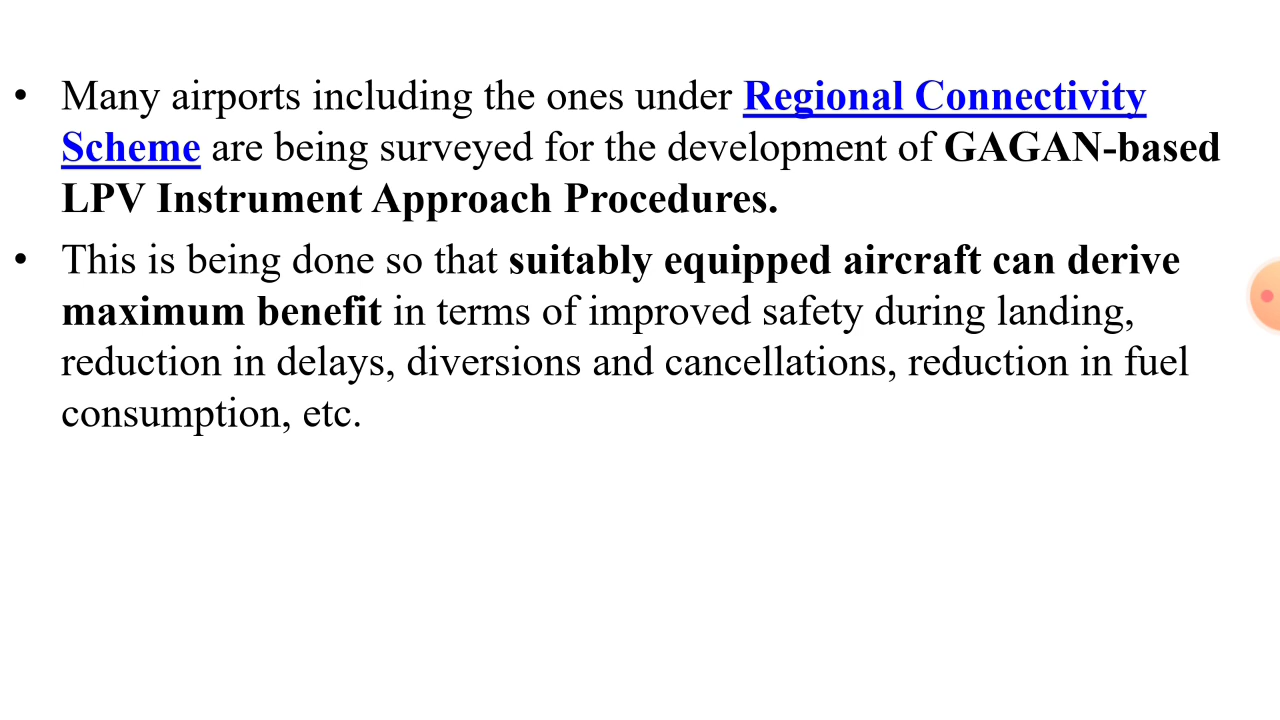 • Many airports including the ones under Regional Connectivity
Scheme are being surveyed for the development of GAGAN-based
LPV Instrument Approach Procedures.
• This is being done so that suitably equipped aircraft can derive
maximum benefit in terms of improved safety during landing,
reduction in delays, diversions and cancellations, reduction in fuel
consumption, etc.